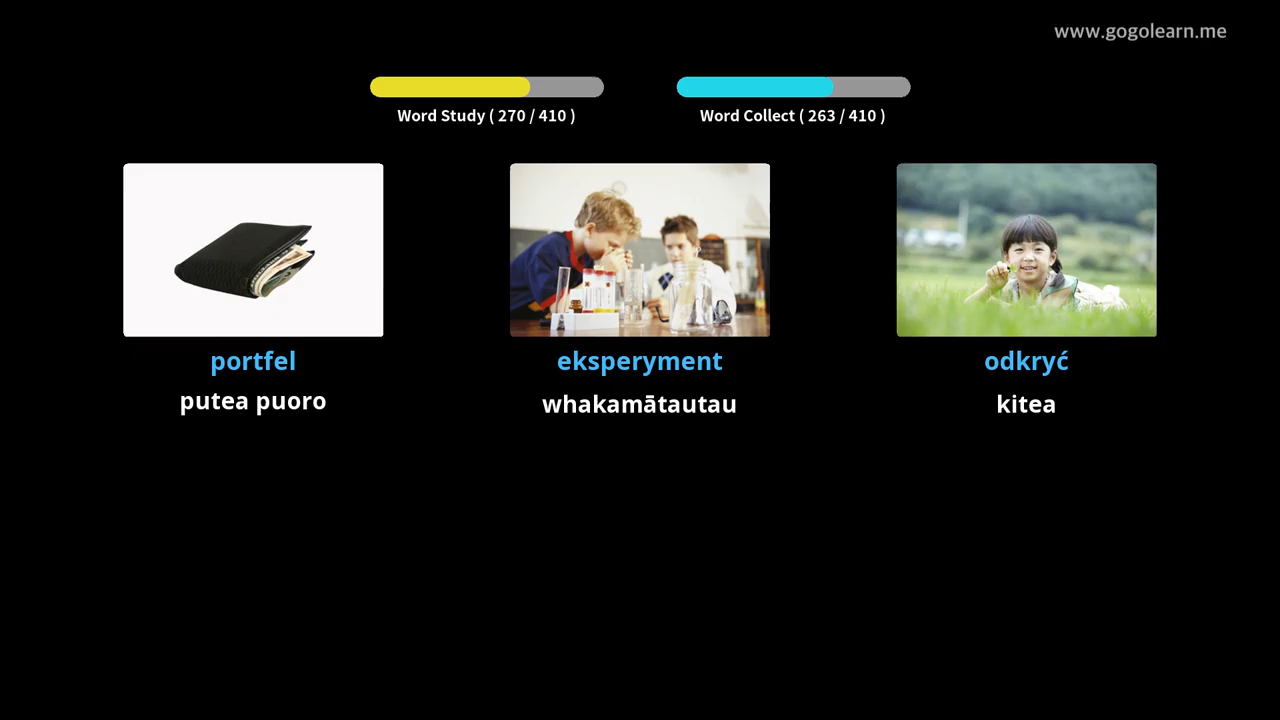 www.gogolearn.me
Word Study ( 270 / 410 )
Word Collect ( 263 / 410 )
portfel
eksperyment
odkryć
putea puoro
whakamātautau
kitea